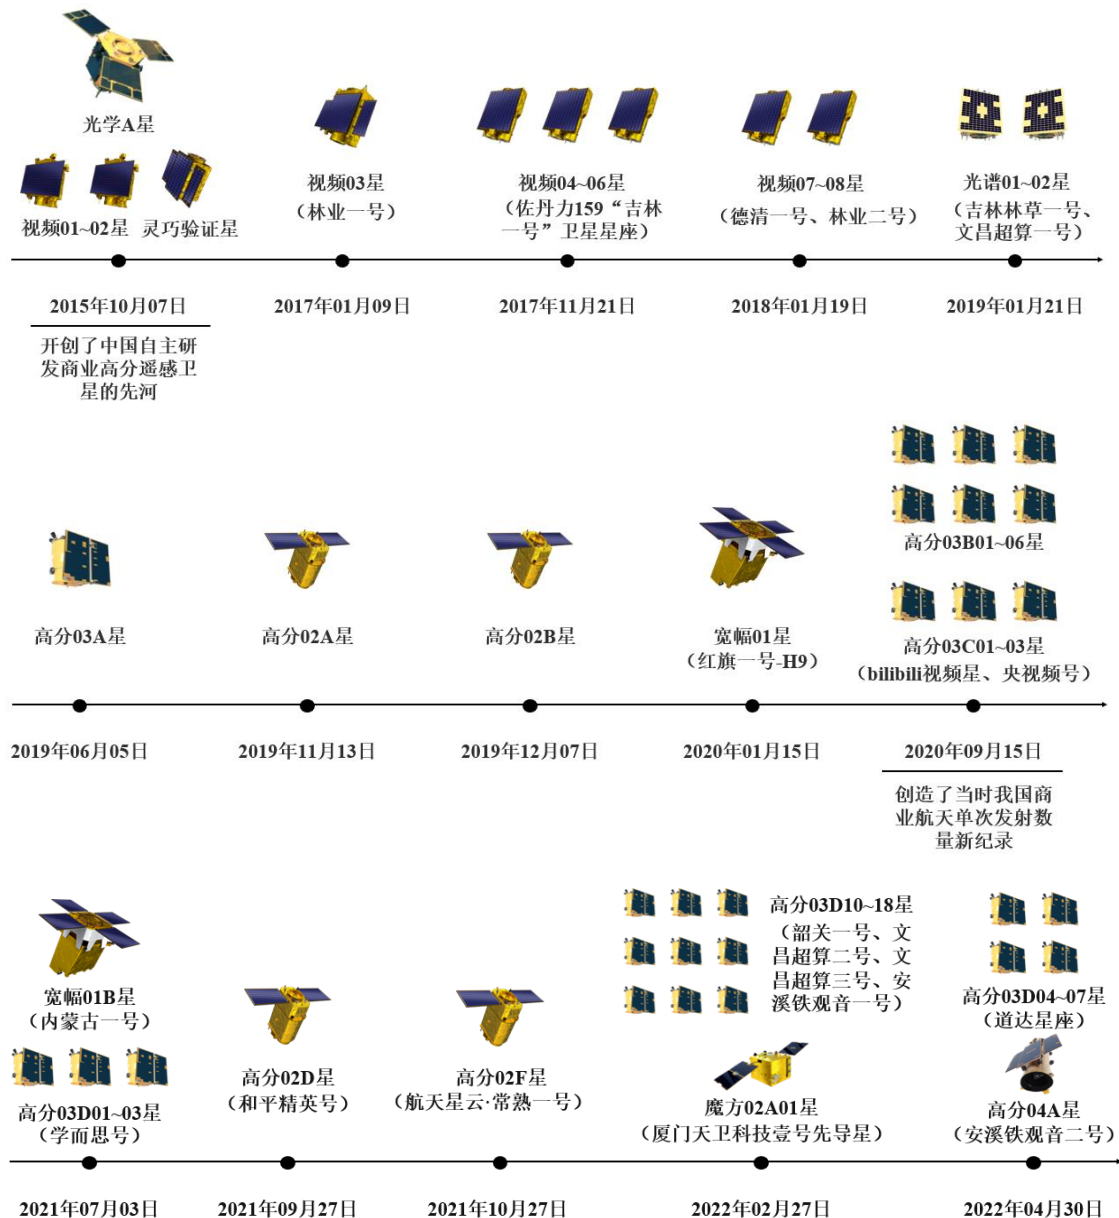 光学A星
视频01~02星
灵巧验证星
视频03星
（林业一号）
视频04~06星
（佐丹力159“吉林
一号”卫星星座）
视频07~08星
（德清一号、林业二号）
光谱01~02星
（吉林林草一号、
文昌超算一号）
2015年10月07日
2017年01月09日
2017年11月21日
2018年01月19日
2019年01月21日
开创了中国自主研
发商业高分遥感卫
星的先河
高分03A星
高分02A星
高分02B星
宽幅01星
（红旗一号-H9）
高分03B01~06星
高分03C01~03星
（bilibili视频星、央视频号）
2019年06月05日
2019年11月13日
2019年12月07日
2020年01月15日
2020年09月15日
创造了当时我国商
业航天单次发射数
量新纪录
宽幅01B星
（内蒙古一号）
高分03D01~03星
（学而思号）
高分02D星
（和平精英号）
高分02F星
（航天星云·常熟一号）
高分03D10~18星
（韶关一号、文
昌超算二号、文
昌超算三号、安
溪铁观音一号）
魔方02A01星
（厦门天卫科技壹号先导星）
高分03D04~07星
（道达星座）
高分04A星
（安溪铁观音二号）
2021年07月03日
2021年09月27日
2021年10月27日
2022年02月27日
2022年04月30日